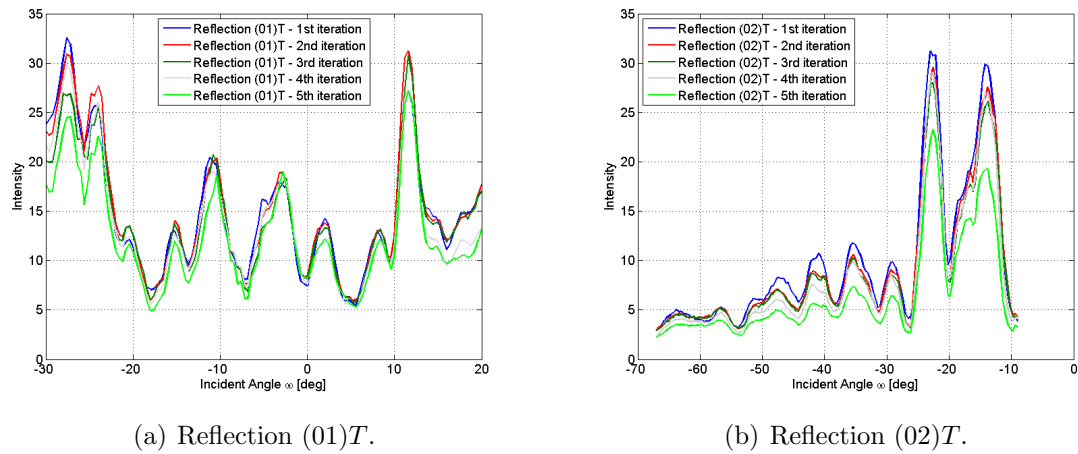 35
30
25
20
15
10
5
0
Intensity
-30 -20 -10 0 10 20
Incident Angle ω [deg]
Reflection (01)T - 1st iteration
Reflection (01)T - 2nd iteration
Reflection (01)T - 3rd iteration
Reflection (01)T - 4th iteration
Reflection (01)T - 5th iteration
(a) Reflection (01)T.
35
30
25
20
15
10
5
0
Intensity
-70 -60 -50 -40 -30 -20 -10 0
Incident Angle ω [deg]
Reflection (02)T - 1st iteration
Reflection (02)T - 2nd iteration
Reflection (02)T - 3rd iteration
Reflection (02)T - 4th iteration
Reflection (02)T - 5th iteration
(b) Reflection (02)T.